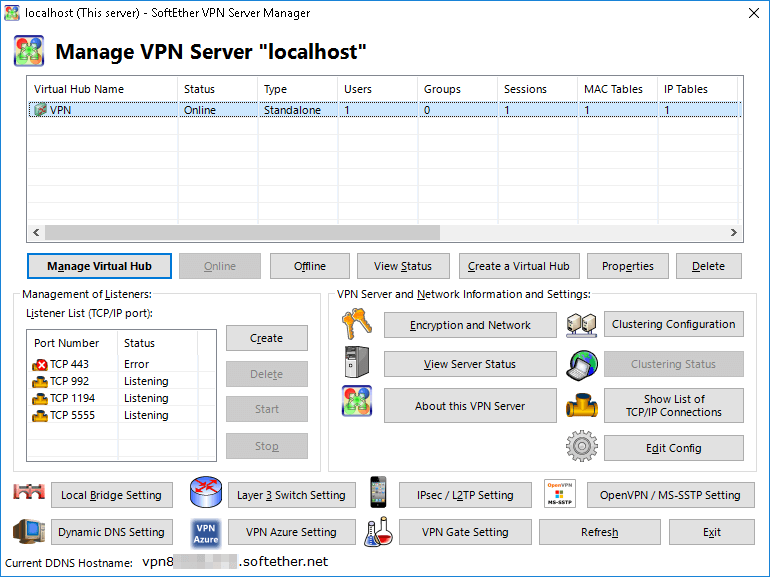 localhost (This server) - SoftEther VPN Server Manager
Manage VPN Server "localhost"
Virtual Hub Name Status Type Users Groups Sessions MAC Tables IP Tables
VPN Online Standalone 1 0 1 1 1
Manage Virtual Hub Online Offline View Status Create a Virtual Hub Properties Delete
Management of Listeners:
Listener List (TCP/IP port):
Port Number Status
TCP 443 Error
TCP 992 Listening
TCP 1194 Listening
TCP 5555 Listening
Create
Delete
Start
Stop
VPN Server and Network Information and Settings:
Encryption and Network
Clustering Configuration
View Server Status
Clustering Status
About this VPN Server
Show List of
TCP/IP Connections
Edit Config
Local Bridge Setting
Layer 3 Switch Setting
IPsec / L2TP Setting
OpenVPN
MS-SSTP
OpenVPN / MS-SSTP Setting
Dynamic DNS Setting
VPN
Azure
VPN Azure Setting
VPN Gate Setting
Refresh
Exit
Current DDNS Hostname: vpn8 .softether.net